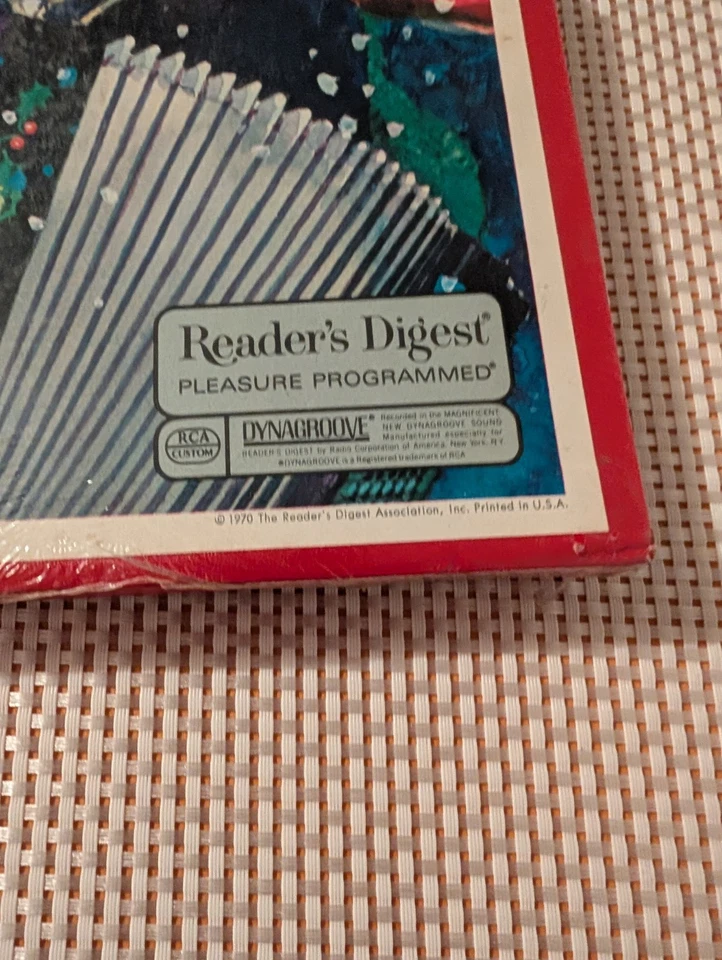 Reader's Digest®
PLEASURE PROGRAMMED®
RCA
CUSTOM
DYNAGROOVE®
Recorded in the MAGNIFICENT
NEW DYNAGROOVE SOUND
Manufactured especially for
READER'S DIGEST by Radio Corporation of America, New York, N.Y.
®DYNAGROOVE is a Registered trademark of RCA
© 1970 The Reader's Digest Association, Inc. Printed in U.S.A.